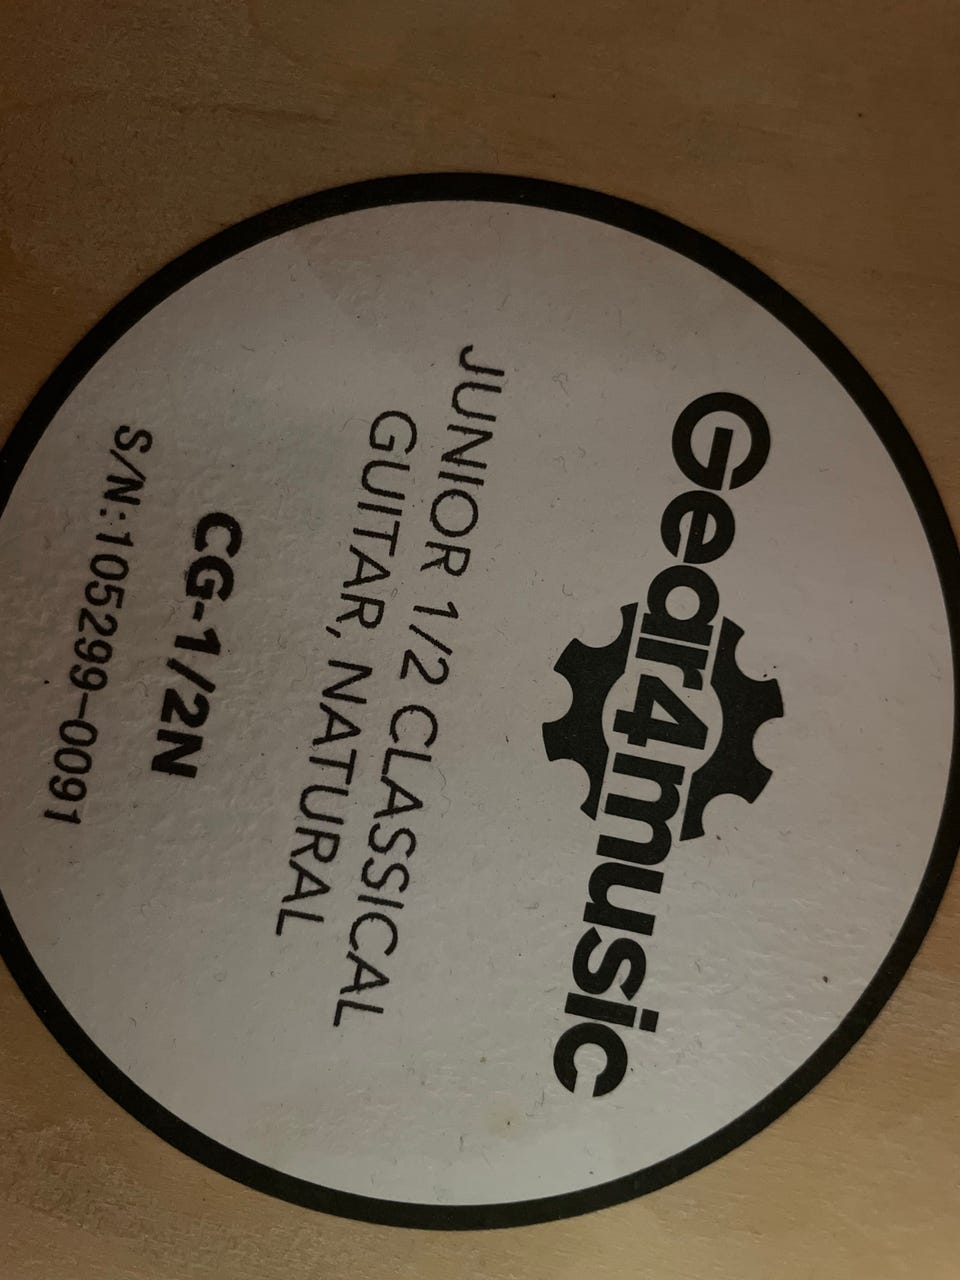 Gear4music
JUNIOR 1/2 CLASSICAL
GUITAR, NATURAL
CG-1/2N
S/N:105299-0091